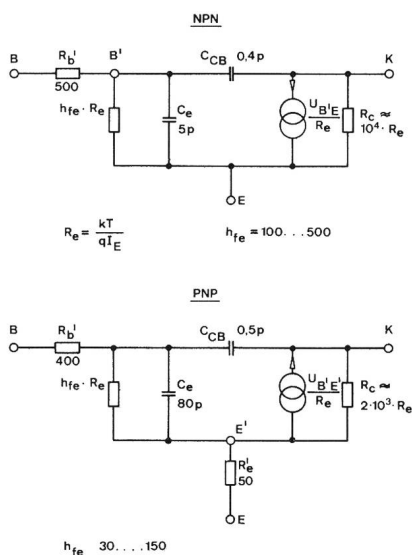 NPN
B
R_b'
500
B'
C_CB 0,4p
K
h_fe · R_e
C_e
5p
U_B'E
R_e
R_c ≈
10⁴ · R_e
E
R_e = kT / qI_E
h_fe = 100...500
PNP
B
R_b'
400
C_CB 0,5p
K
h_fe · R_e
C_e
80p
U_B'E'
R_e
R_c ≈
2·10³ · R_e
E'
R_e'
50
E
h_fe 30....150